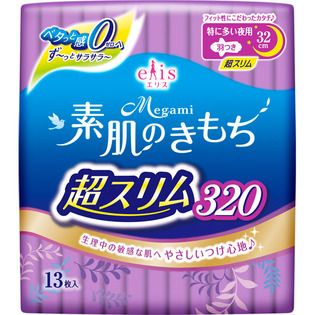 ベタっと感0※へ
ず〜っとサラサラ〜
フィット性にこだわったカタチ♪
特に多い夜用
羽つき
32cm
超スリム
elis
エリス
Megami
素肌のきもち
超スリム320
生理中の敏感な肌へやさしいつけ心地♪
13枚入